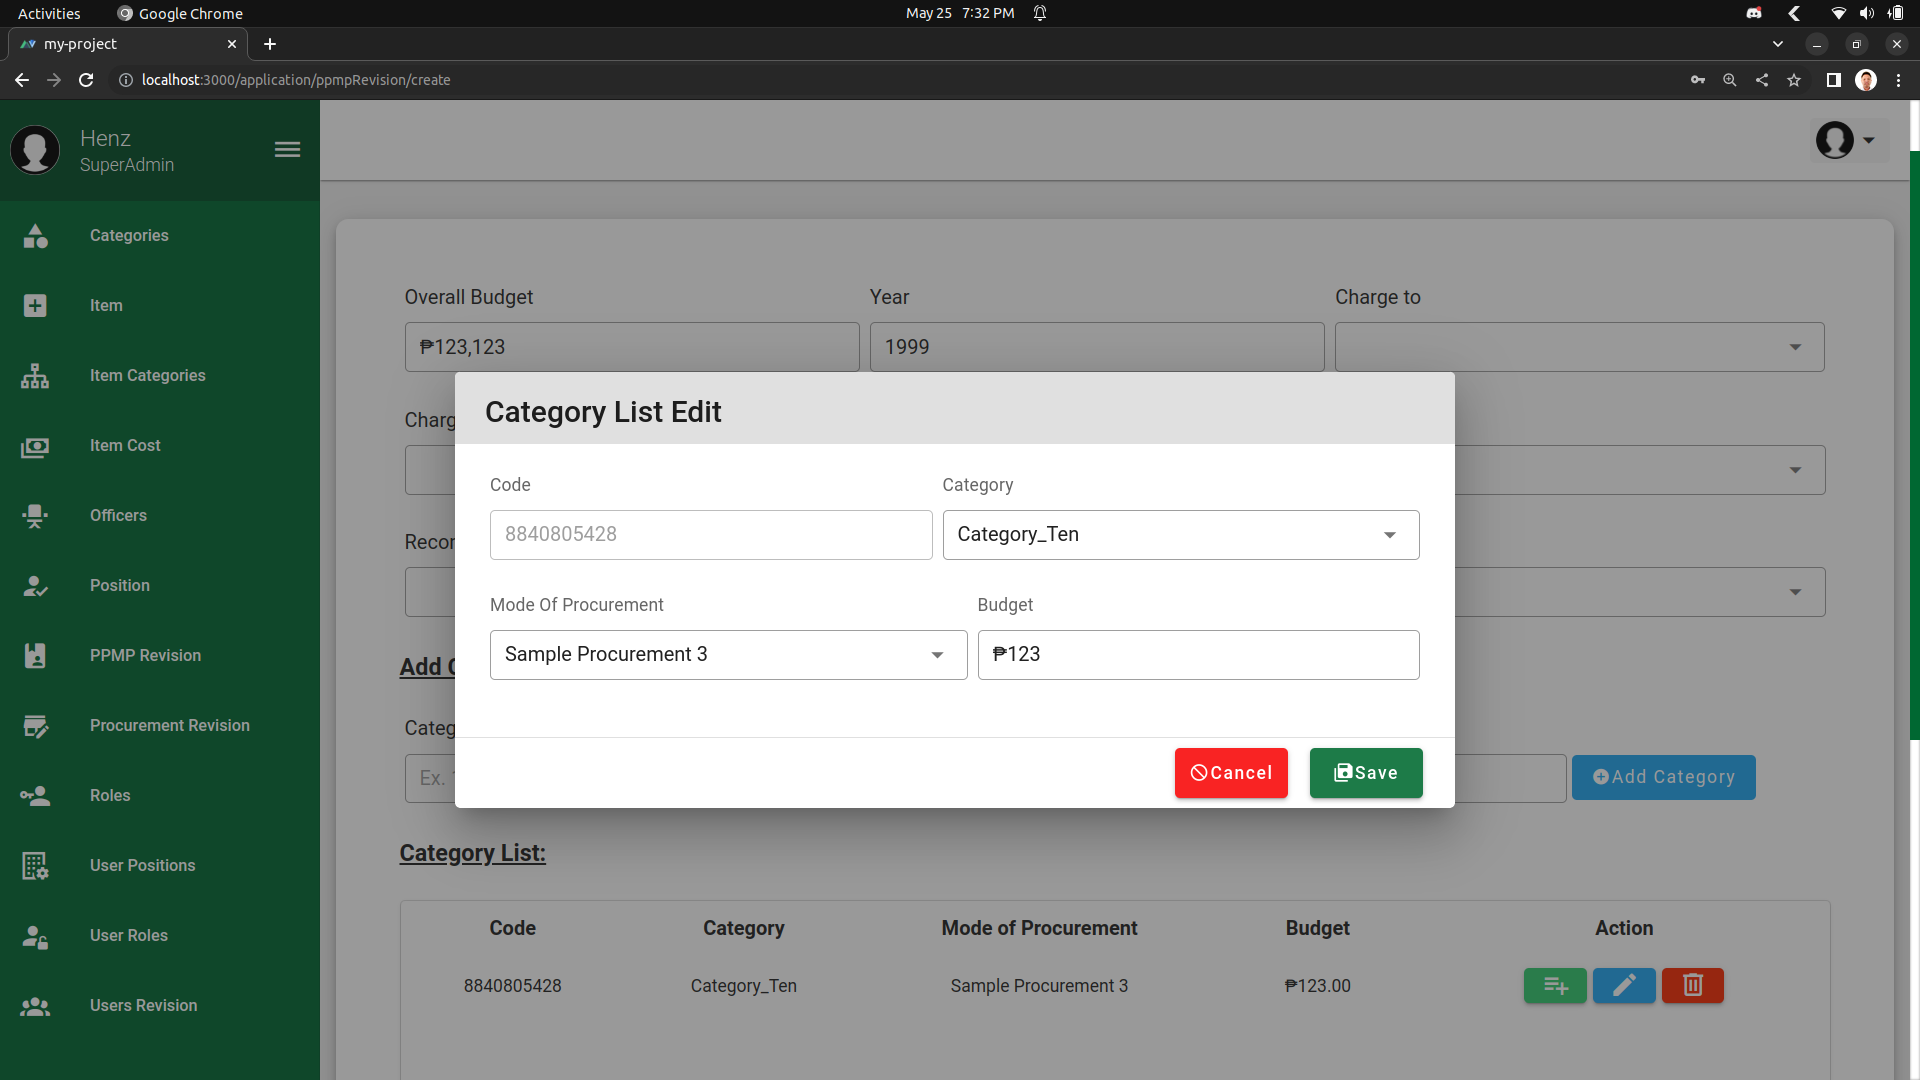 Activities
Google Chrome
May 25 7:32 PM
my-project
localhost:3000/application/ppmpRevision/create
Henz
SuperAdmin
Categories
Item
Item Categories
Item Cost
Officers
Position
PPMP Revision
Procurement Revision
Roles
User Positions
User Roles
Users Revision
Overall Budget Year Charge to
₱123,123 1999
Charg
Recor
Add C
Categ
Ex.
Category List Edit
Code Category
8840805428 Category_Ten
Mode Of Procurement Budget
Sample Procurement 3 ₱123
Cancel Save
Add Category
Category List:
Code Category Mode of Procurement Budget Action
8840805428 Category_Ten Sample Procurement 3 ₱123.00